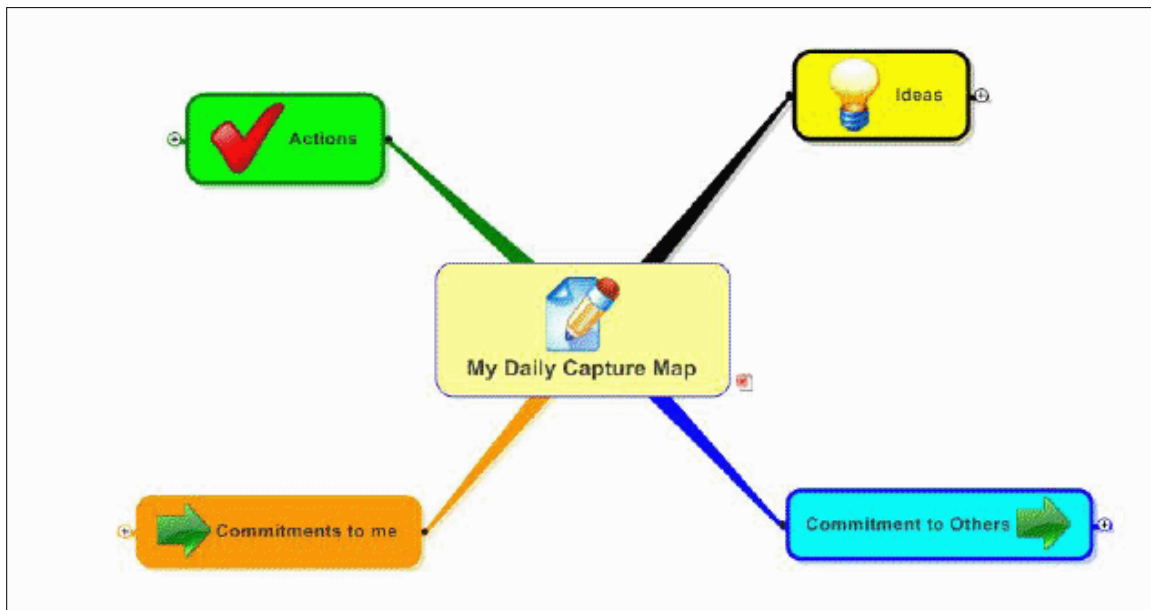 Actions
Ideas
My Daily Capture Map
Commitments to me
Commitment to Others